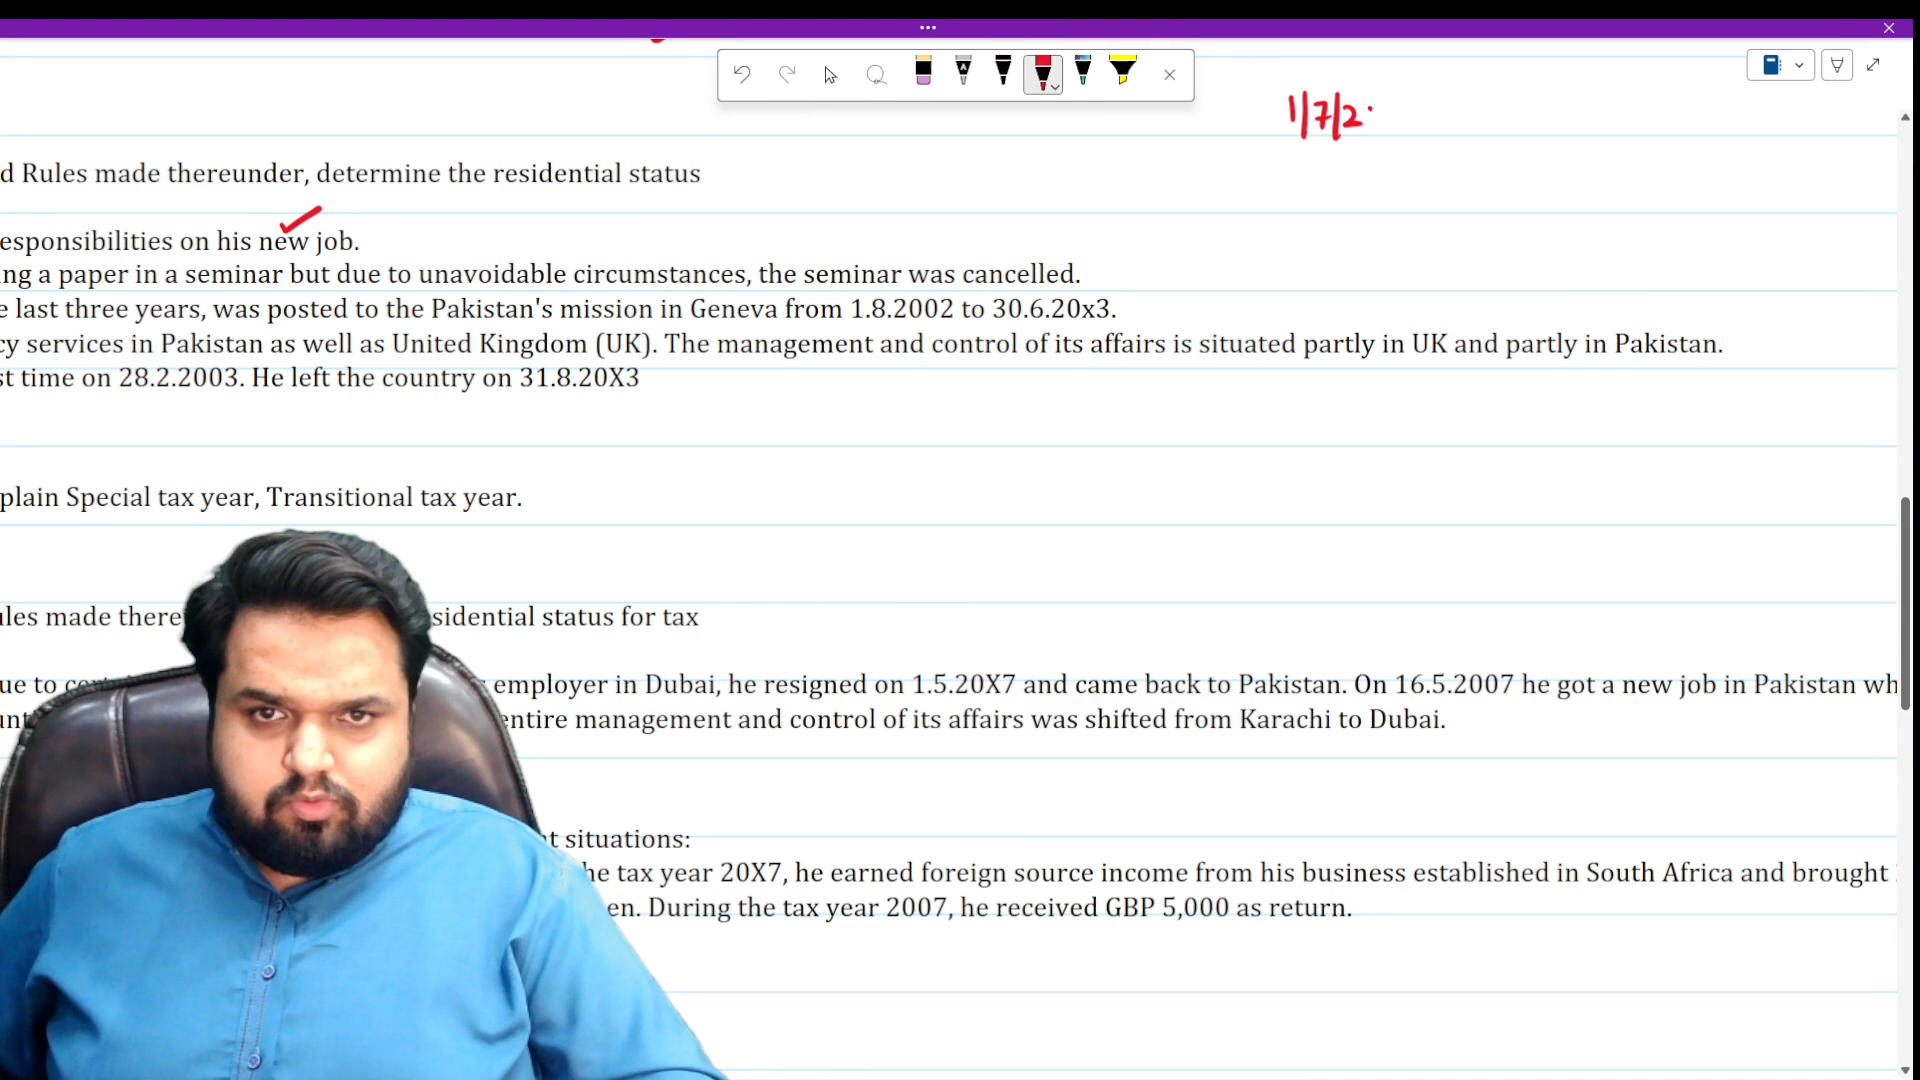 1/7/2
d Rules made thereunder, determine the residential status
esponsibilities on his new job.
ng a paper in a seminar but due to unavoidable circumstances, the seminar was cancelled.
e last three years, was posted to the Pakistan's mission in Geneva from 1.8.2002 to 30.6.20x3.
cy services in Pakistan as well as United Kingdom (UK). The management and control of its affairs is situated partly in UK and partly in Pakistan.
st time on 28.2.2003. He left the country on 31.8.20X3
plain Special tax year, Transitional tax year.
ules made there sidential status for tax
ue to employer in Dubai, he resigned on 1.5.20X7 and came back to Pakistan. On 16.5.2007 he got a new job in Pakistan wh
unt entire management and control of its affairs was shifted from Karachi to Dubai.
t situations:
he tax year 20X7, he earned foreign source income from his business established in South Africa and brought
en. During the tax year 2007, he received GBP 5,000 as return.